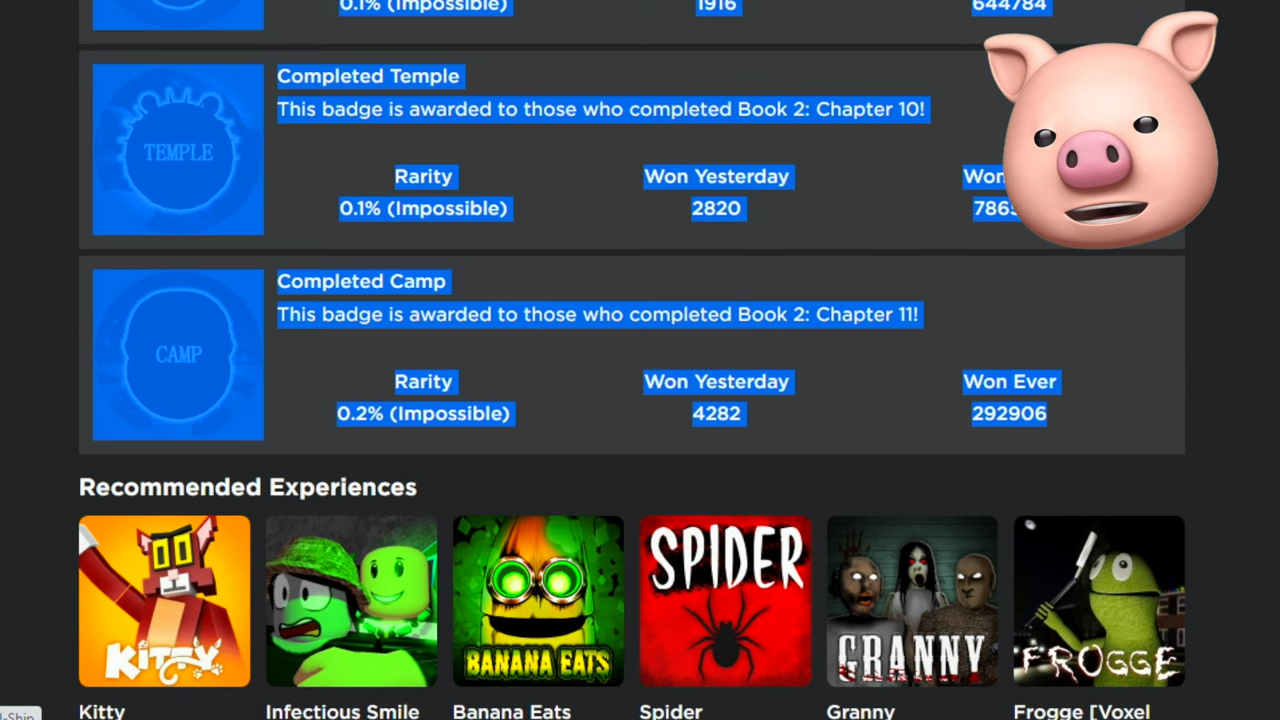 0.1% (Impossible)
1916
644784
Completed Temple
This badge is awarded to those who completed Book 2: Chapter 10!
TEMPLE
Rarity
Won Yesterday
Won
0.1% (Impossible)
2820
Completed Camp
This badge is awarded to those who completed Book 2: Chapter 11!
CAMP
Rarity
Won Yesterday
Won Ever
0.2% (Impossible)
4282
292906
Recommended Experiences
KITTY
BANANA EATS
SPIDER
GRANNY
FROGGE
Kitty
Infectious Smile
Banana Eats
Spider
Granny
Frogge [Voxel